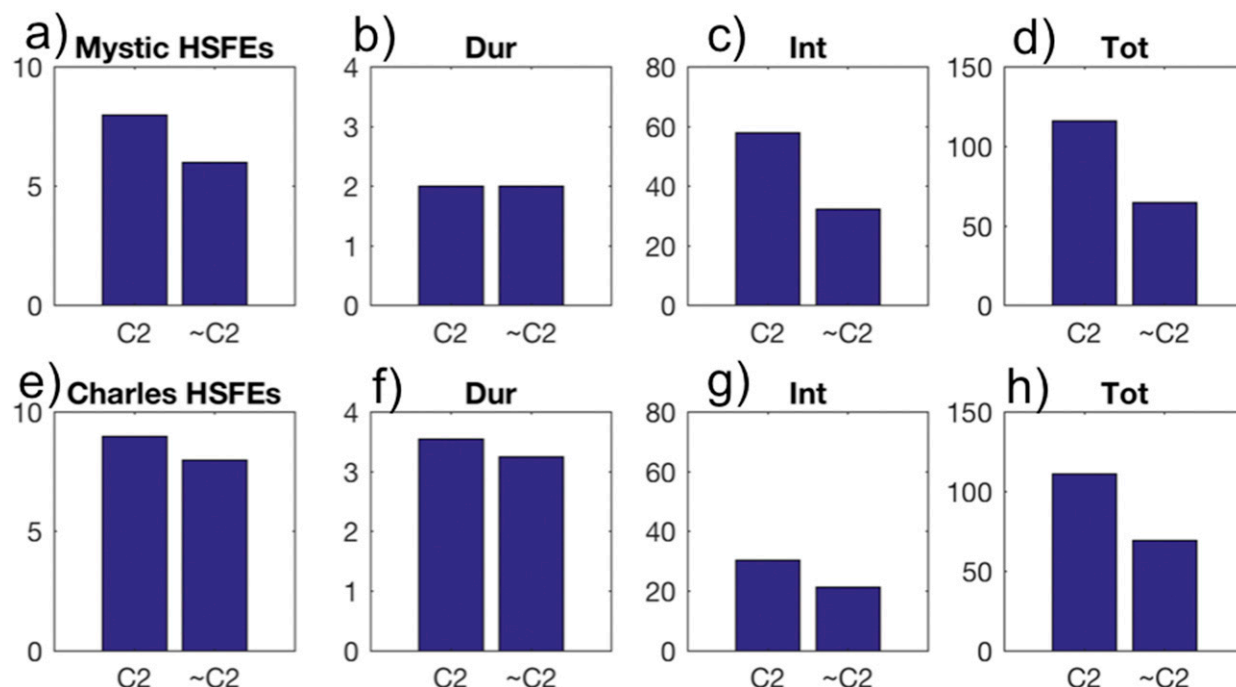 a) Mystic HSFEs
10
5
0
C2 ~C2
b) Dur
4
3
2
1
0
C2 ~C2
c) Int
80
60
40
20
0
C2 ~C2
d) Tot
150
100
50
0
C2 ~C2
e) Charles HSFEs
10
5
0
C2 ~C2
f) Dur
4
3
2
1
0
C2 ~C2
g) Int
80
60
40
20
0
C2 ~C2
h) Tot
150
100
50
0
C2 ~C2